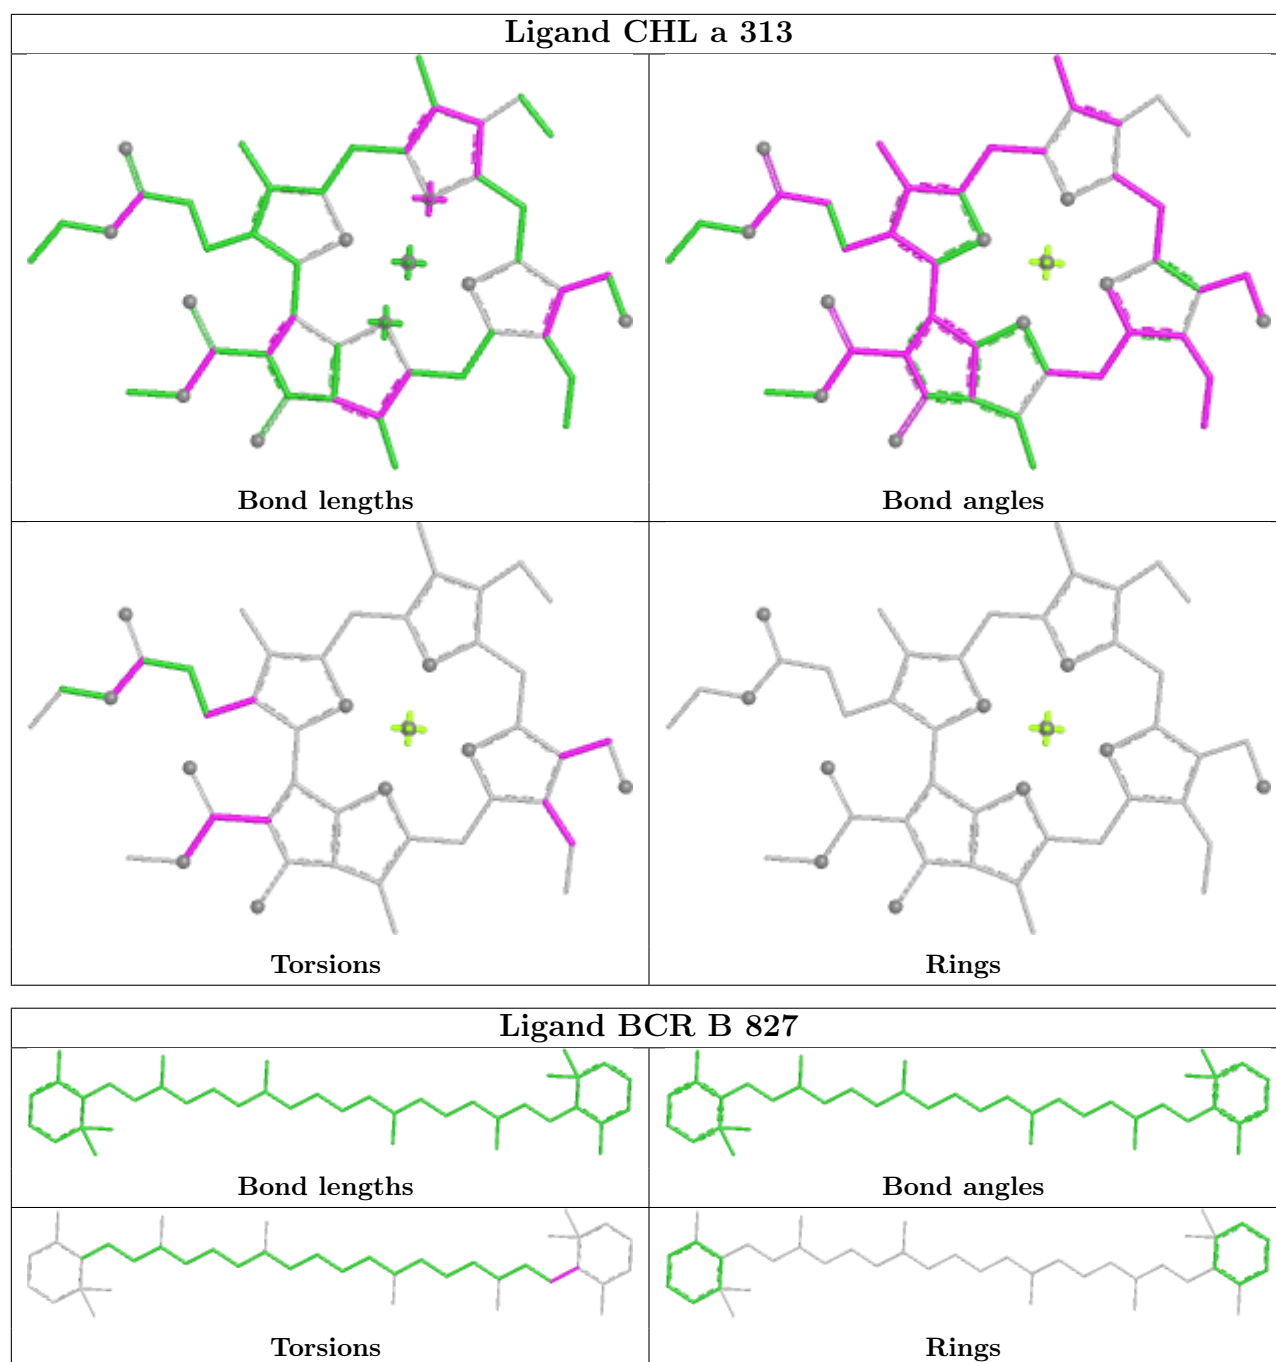 Ligand CHL a 313
Bond lengths
Bond angles
Torsions
Rings
Ligand BCR B 827
Bond lengths
Bond angles
Torsions
Rings